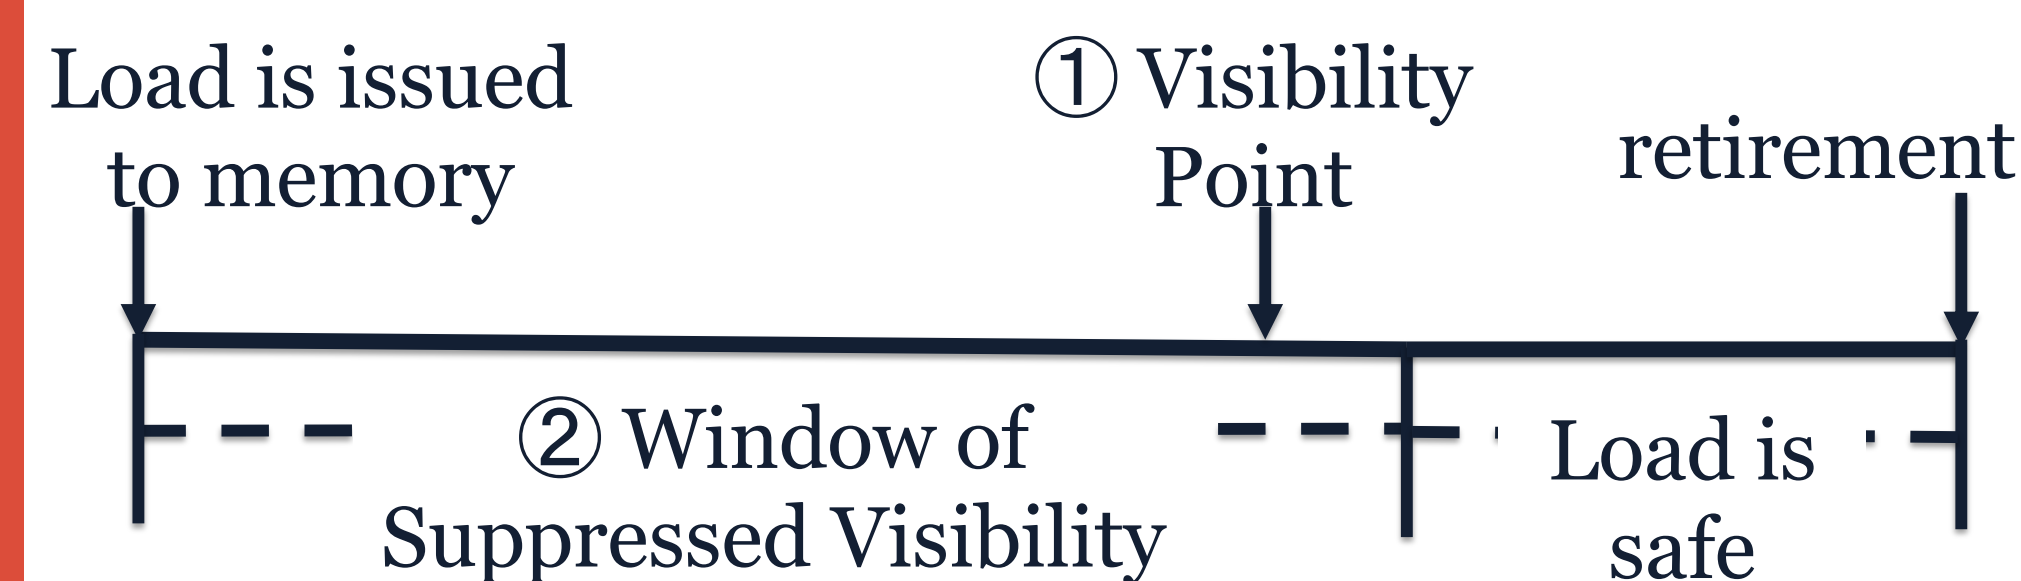 Load is issued
to memory
① Visibility
Point
retirement
② Window of
Suppressed Visibility
Load is
safe